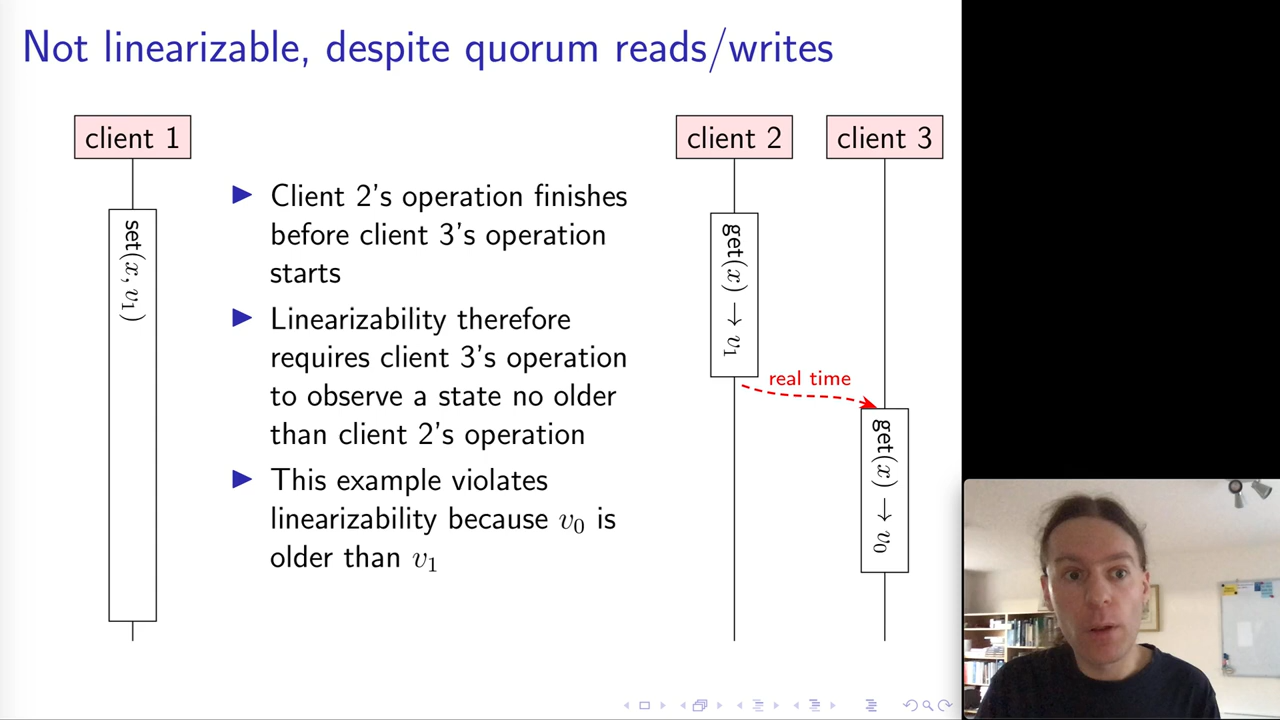 Not linearizable, despite quorum reads/writes
client 1
client 2
client 3
set(x, v₁)
▶ Client 2's operation finishes
before client 3's operation
starts
▶ Linearizability therefore
requires client 3's operation
to observe a state no older
than client 2's operation
▶ This example violates
linearizability because v₀ is
older than v₁
get(x) → v₁
real time
get(x) → v₀